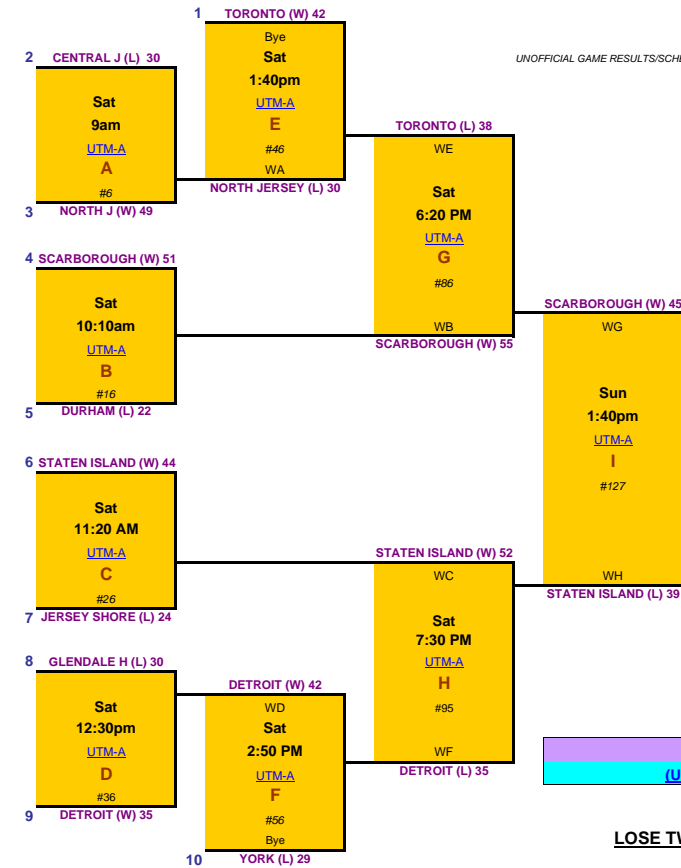 1 TORONTO (W) 42
Bye
2 CENTRAL J (L) 30
Sat
UNOFFICIAL GAME RESULTS/SCHE
1:40pm
Sat
9am
UTM-A
UTM-A
E
TORONTO (L) 38
A
#46
WE
#6
WA
3 NORTH J (W) 49
NORTH JERSEY (L) 30
Sat
6:20 PM
UTM-A
4 SCARBOROUGH (W) 51
G
#86
Sat
SCARBOROUGH (W) 45
10:10am
WB
WG
UTM-A
SCARBOROUGH (W) 55
B
#16
Sun
5 DURHAM (L) 22
1:40pm
UTM-A
6 STATEN ISLAND (W) 44
I
#127
Sat
11:20 AM
UTM-A
STATEN ISLAND (W) 52
C
WC
WH
#26
STATEN ISLAND (L) 39
7 JERSEY SHORE (L) 24
Sat
7:30 PM
8 GLENDALE H (L) 30
UTM-A
DETROIT (W) 42
H
WD
#95
Sat
Sat
12:30pm
2:50 PM
WF
UTM-A
UTM-A
DETROIT (L) 35
D
F
(U
#36
#56
9 DETROIT (W) 35
Bye
LOSE TW
10 YORK (L) 29